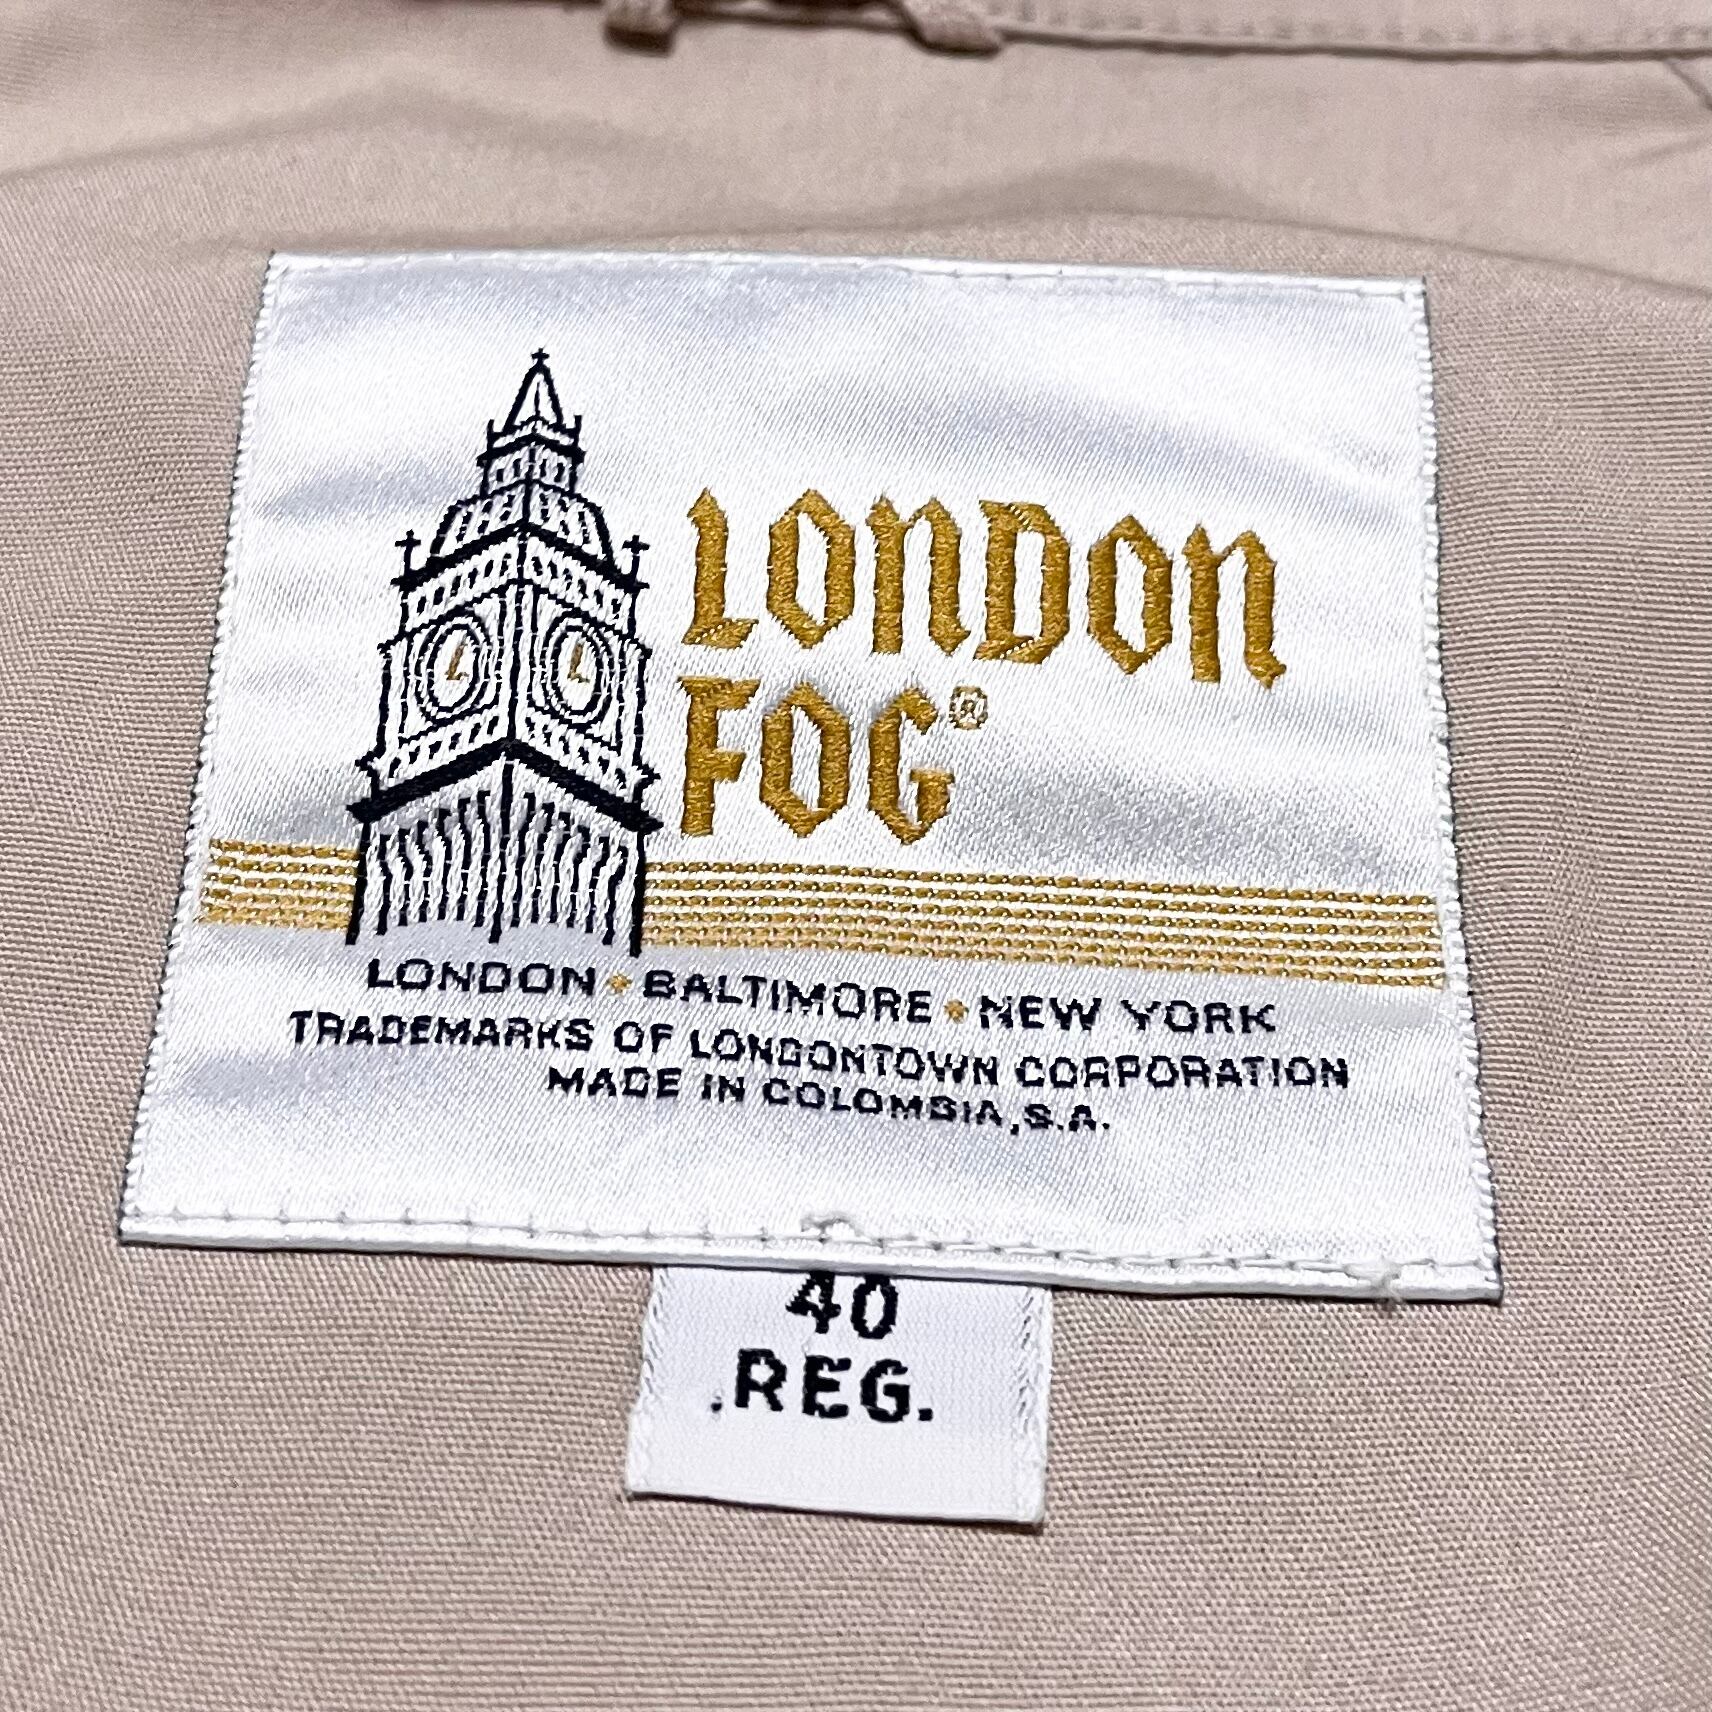 LONDON
FOG®
LONDON • BALTIMORE • NEW YORK
TRADEMARKS OF LONDONTOWN CORPORATION
MADE IN COLOMBIA, S.A.
40
.REG.